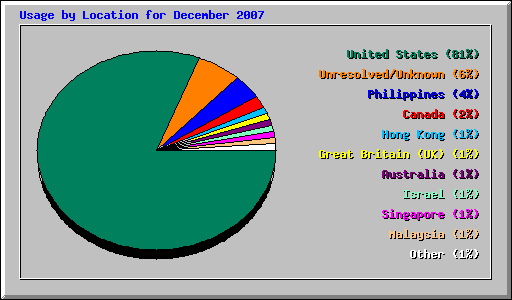 Usage by Location for December 2007
United States (81%)
Unresolved/Unknown (6%)
Philippines (4%)
Canada (2%)
Hong Kong (1%)
Great Britain (UK) (1%)
Australia (1%)
Israel (1%)
Singapore (1%)
Malaysia (1%)
Other (1%)